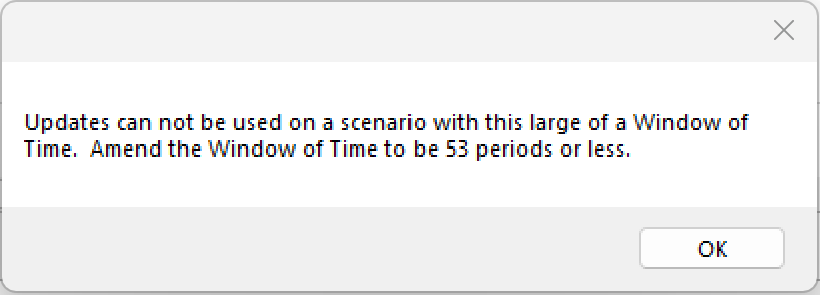 Updates can not be used on a scenario with this large of a Window of
Time.  Amend the Window of Time to be 53 periods or less.
OK